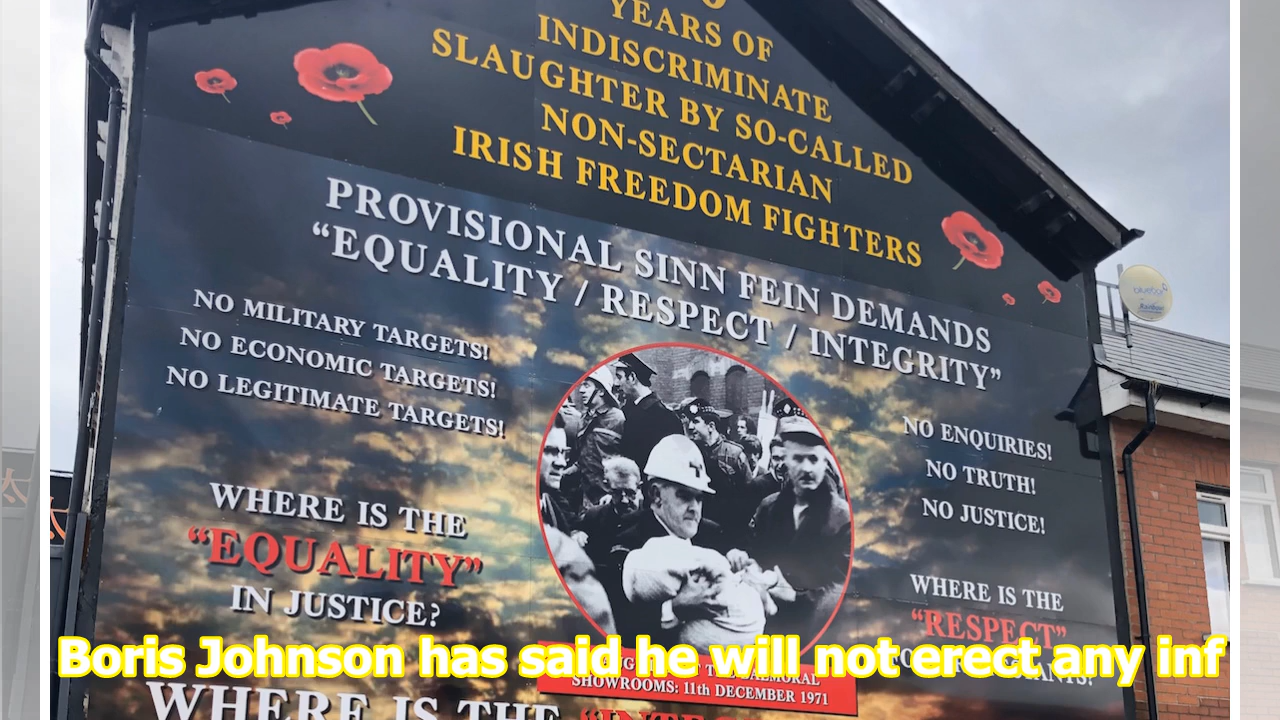 YEARS OF
INDISCRIMINATE
SLAUGHTER BY SO-CALLED
NON-SECTARIAN
IRISH FREEDOM FIGHTERS
PROVISIONAL SINN FEIN DEMANDS
“EQUALITY / RESPECT / INTEGRITY”
NO MILITARY TARGETS!
NO ECONOMIC TARGETS!
NO LEGITIMATE TARGETS!
NO ENQUIRIES!
NO TRUTH!
NO JUSTICE!
WHERE IS THE
“EQUALITY”
IN JUSTICE?
WHERE IS THE
“RESPECT”
Boris Johnson has said he will not erect any inf
SHOWROOMS: 11th DECEMBER 1971
WHERE IS THE